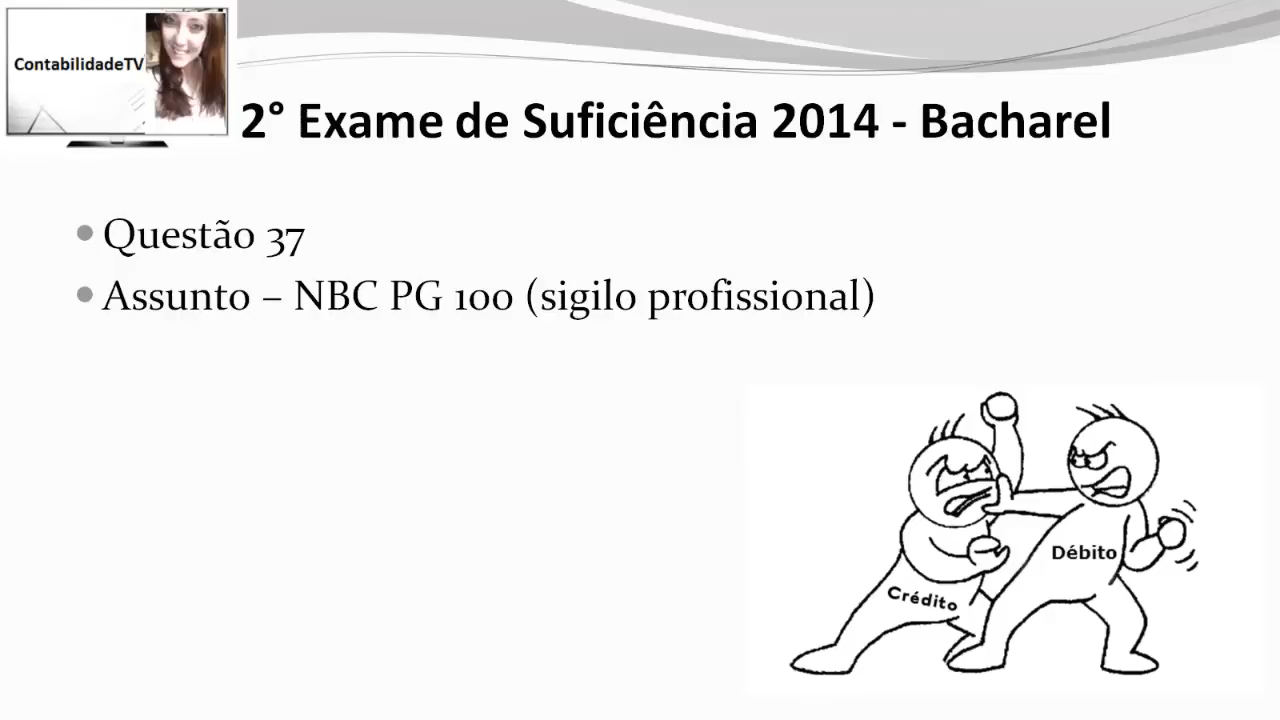 ContabilidadeTV
2° Exame de Suficiência 2014 - Bacharel
• Questão 37
• Assunto – NBC PG 100 (sigilo profissional)
Débito
Crédito